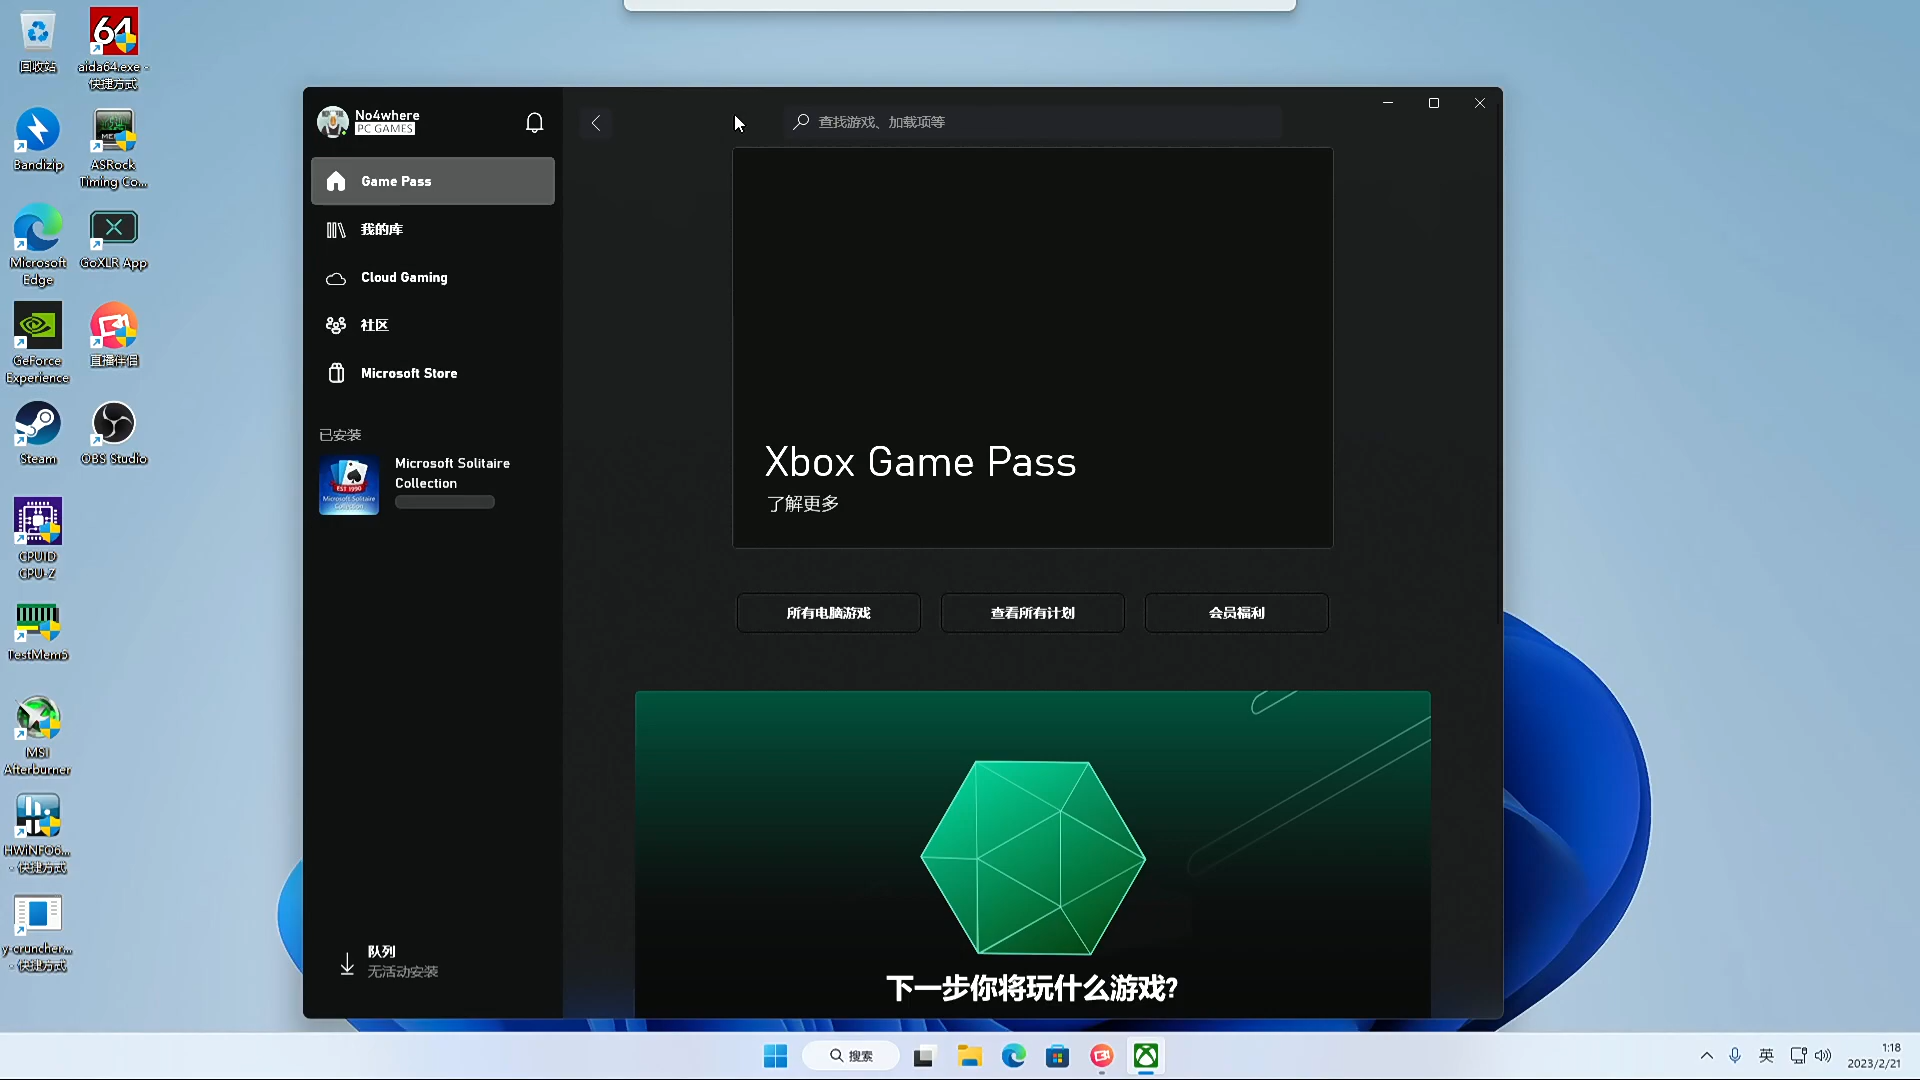 回收站
64
aida64.exe -
快捷方式
Bandizip
ASRock
Timing Co...
Microsoft
Edge
GoXLR App
GeForce
Experience
直播伴侣
Steam
OBS Studio
CPUID
CPU-Z
TestMem5
MSI
Afterburner
HWiNFO6...
- 快捷方式
y-cruncher...
- 快捷方式
No4where
PC GAMES
查找游戏、加载项等
Game Pass
我的库
Cloud Gaming
社区
Microsoft Store
已安装
Microsoft Solitaire
Collection
Xbox Game Pass
了解更多
所有电脑游戏
查看所有计划
会员福利
下一步你将玩什么游戏?
队列
无活动安装
搜索
英
1:18
2023/2/21